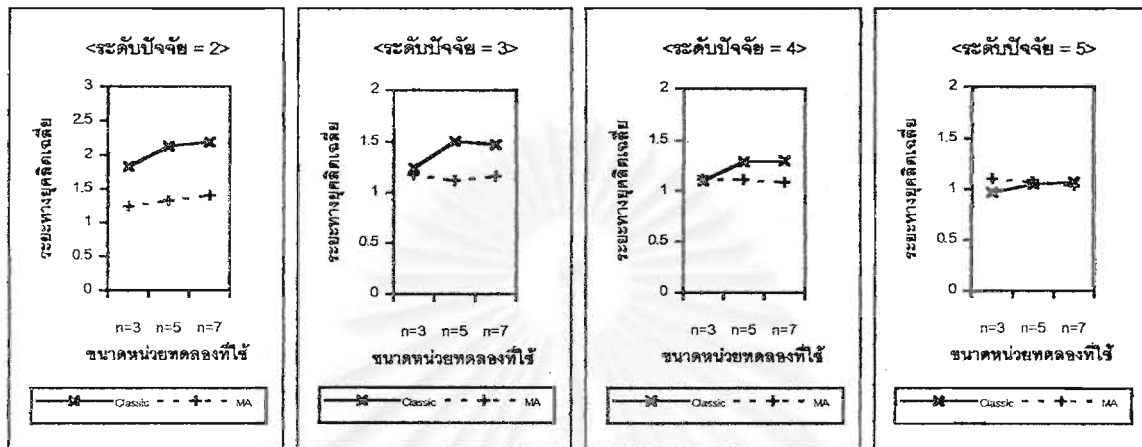 <ระดับปัจจัย = 2>
ระยะทางยุคลิดเฉลี่ย
3
2.5
2
1.5
1
0.5
0
n=3 n=5 n=7
ขนาดหน่วยทดลองที่ใช้
Classic MA
<ระดับปัจจัย = 3>
ระยะทางยุคลิดเฉลี่ย
2
1.5
1
0.5
0
n=3 n=5 n=7
ขนาดหน่วยทดลองที่ใช้
Classic MA
<ระดับปัจจัย = 4>
ระยะทางยุคลิดเฉลี่ย
2
1.5
1
0.5
0
n=3 n=5 n=7
ขนาดหน่วยทดลองที่ใช้
Classic MA
<ระดับปัจจัย = 5>
ระยะทางยุคลิดเฉลี่ย
2
1.5
1
0.5
0
n=3 n=5 n=7
ขนาดหน่วยทดลองที่ใช้
Classic MA